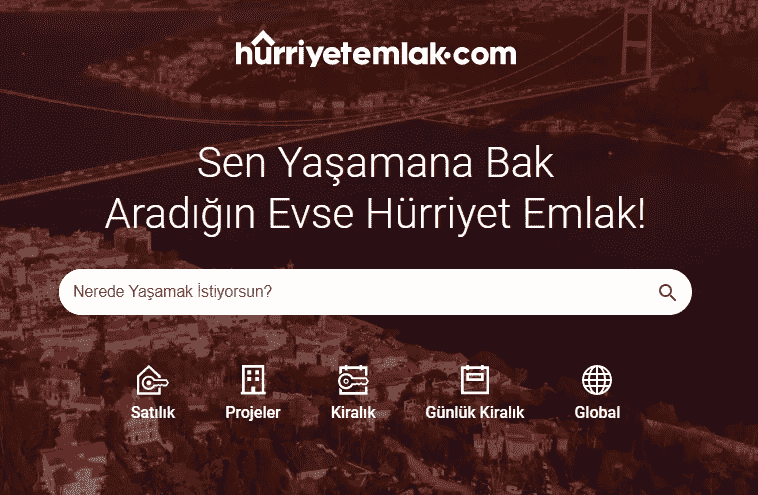 hürriyetemlak.com
Sen Yaşamana Bak
Aradığın Evse Hürriyet Emlak!
Nerede Yaşamak İstiyorsun?
Satılık Projeler Kiralık Günlük Kiralık Global